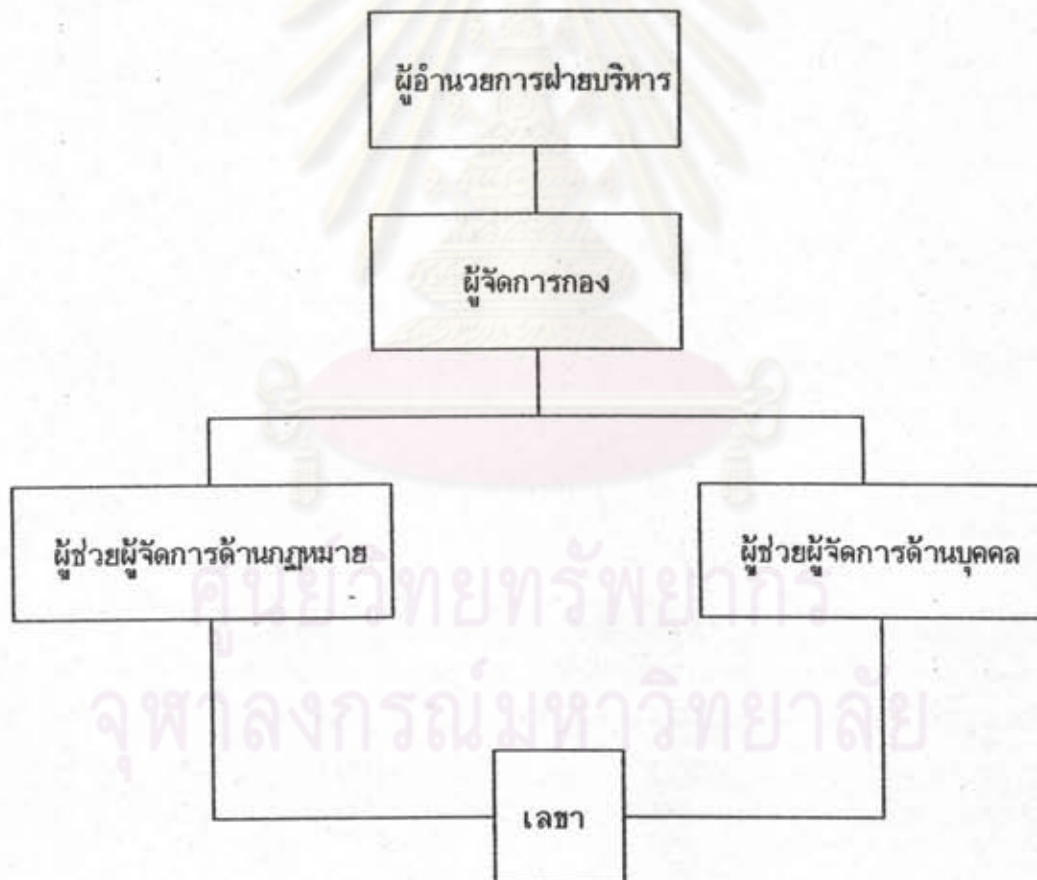 ผู้อำนวยการฝ่ายบริหาร
ผู้จัดการกอง
ผู้ช่วยผู้จัดการด้านกฎหมาย
ผู้ช่วยผู้จัดการด้านบุคคล
ศูนย์วิทยทรัพยากร
จุฬาลงกรณ์มหาวิทยาลัย
เลขา